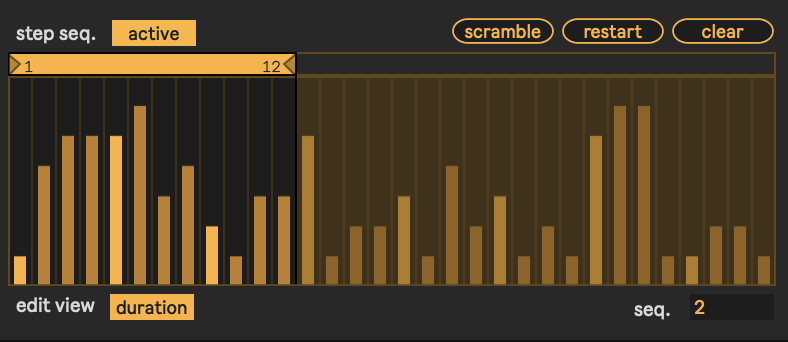 step seq. active scramble restart clear
1 12
edit view duration seq. 2